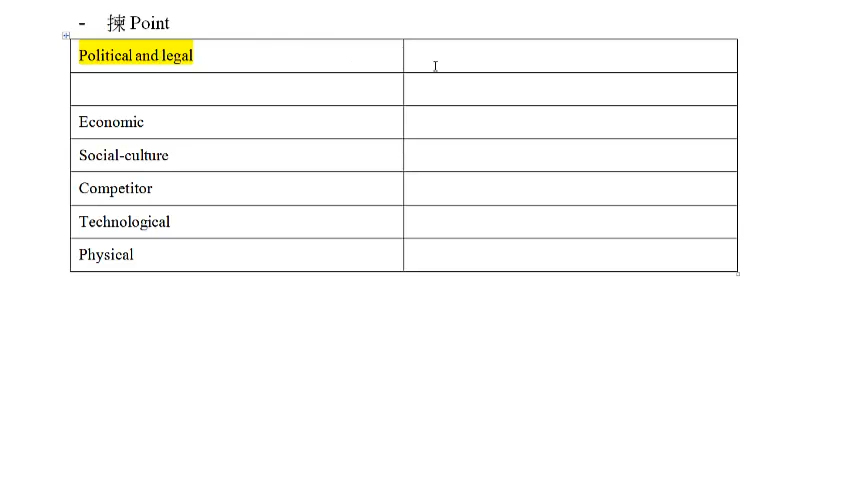 - 揀 Point
Political and legal
Economic
Social-culture
Competitor
Technological
Physical